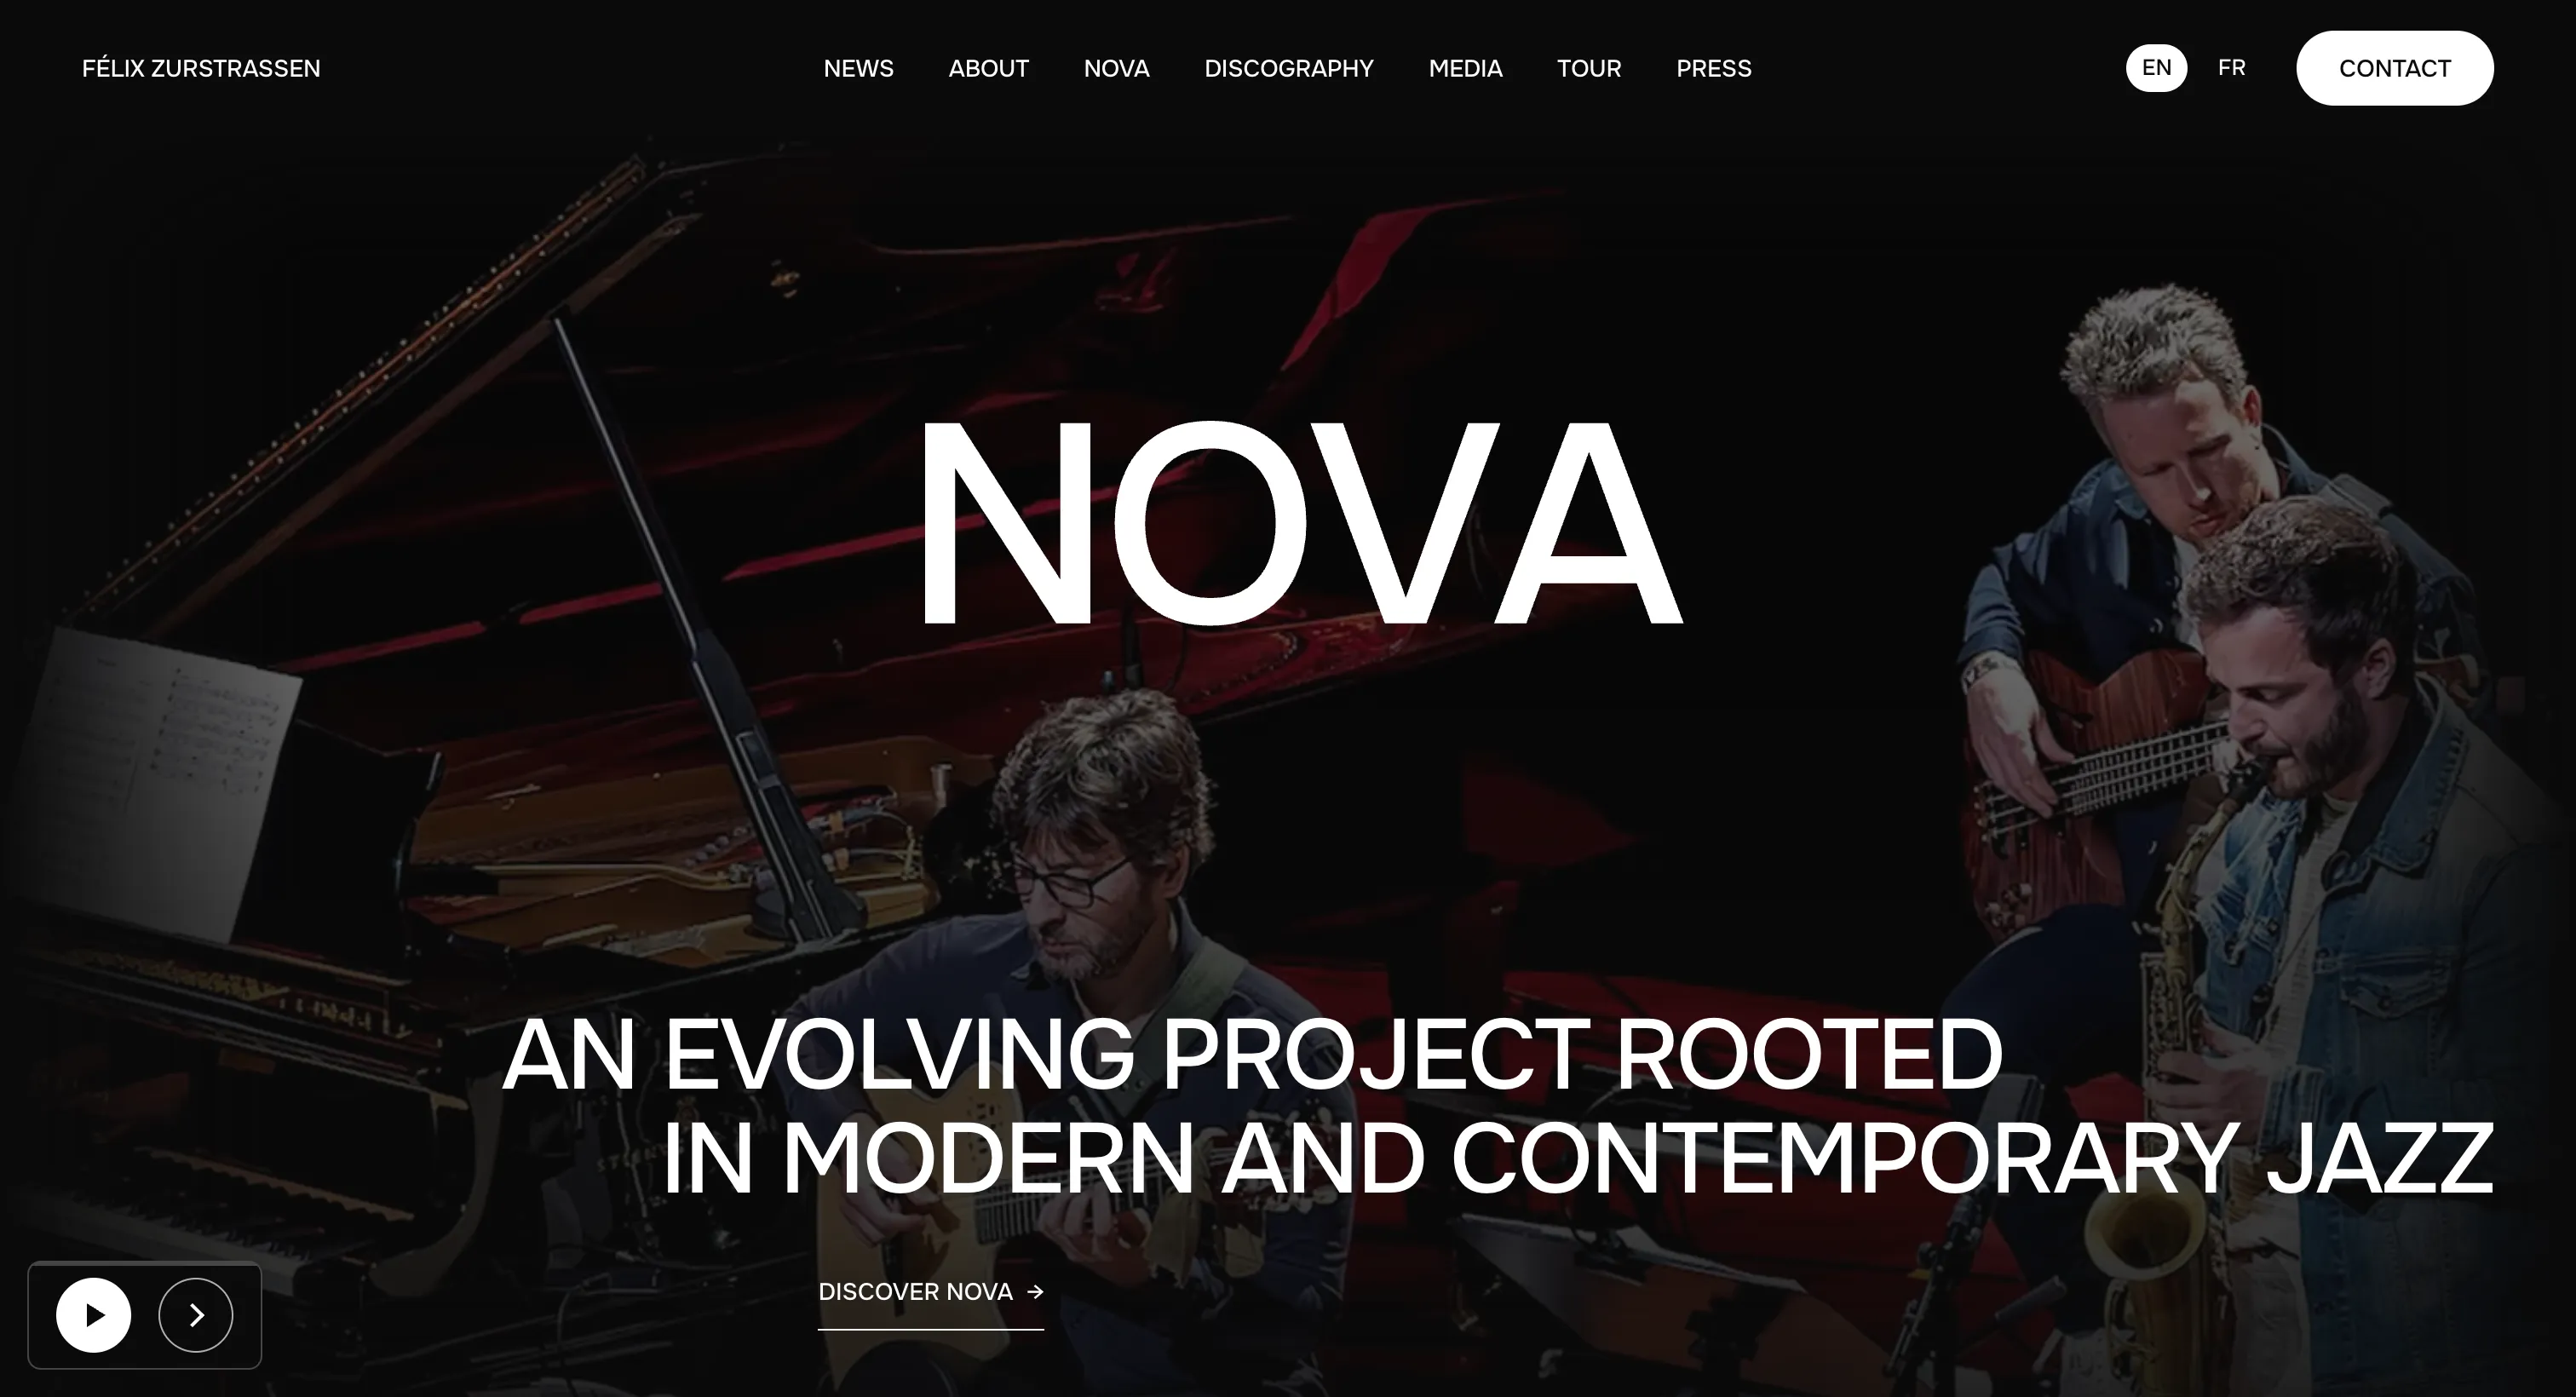 FÉLIX ZURSTRASSEN
NEWS ABOUT NOVA DISCOGRAPHY MEDIA TOUR PRESS
EN FR CONTACT
NOVA
AN EVOLVING PROJECT ROOTED
IN MODERN AND CONTEMPORARY JAZZ
DISCOVER NOVA →